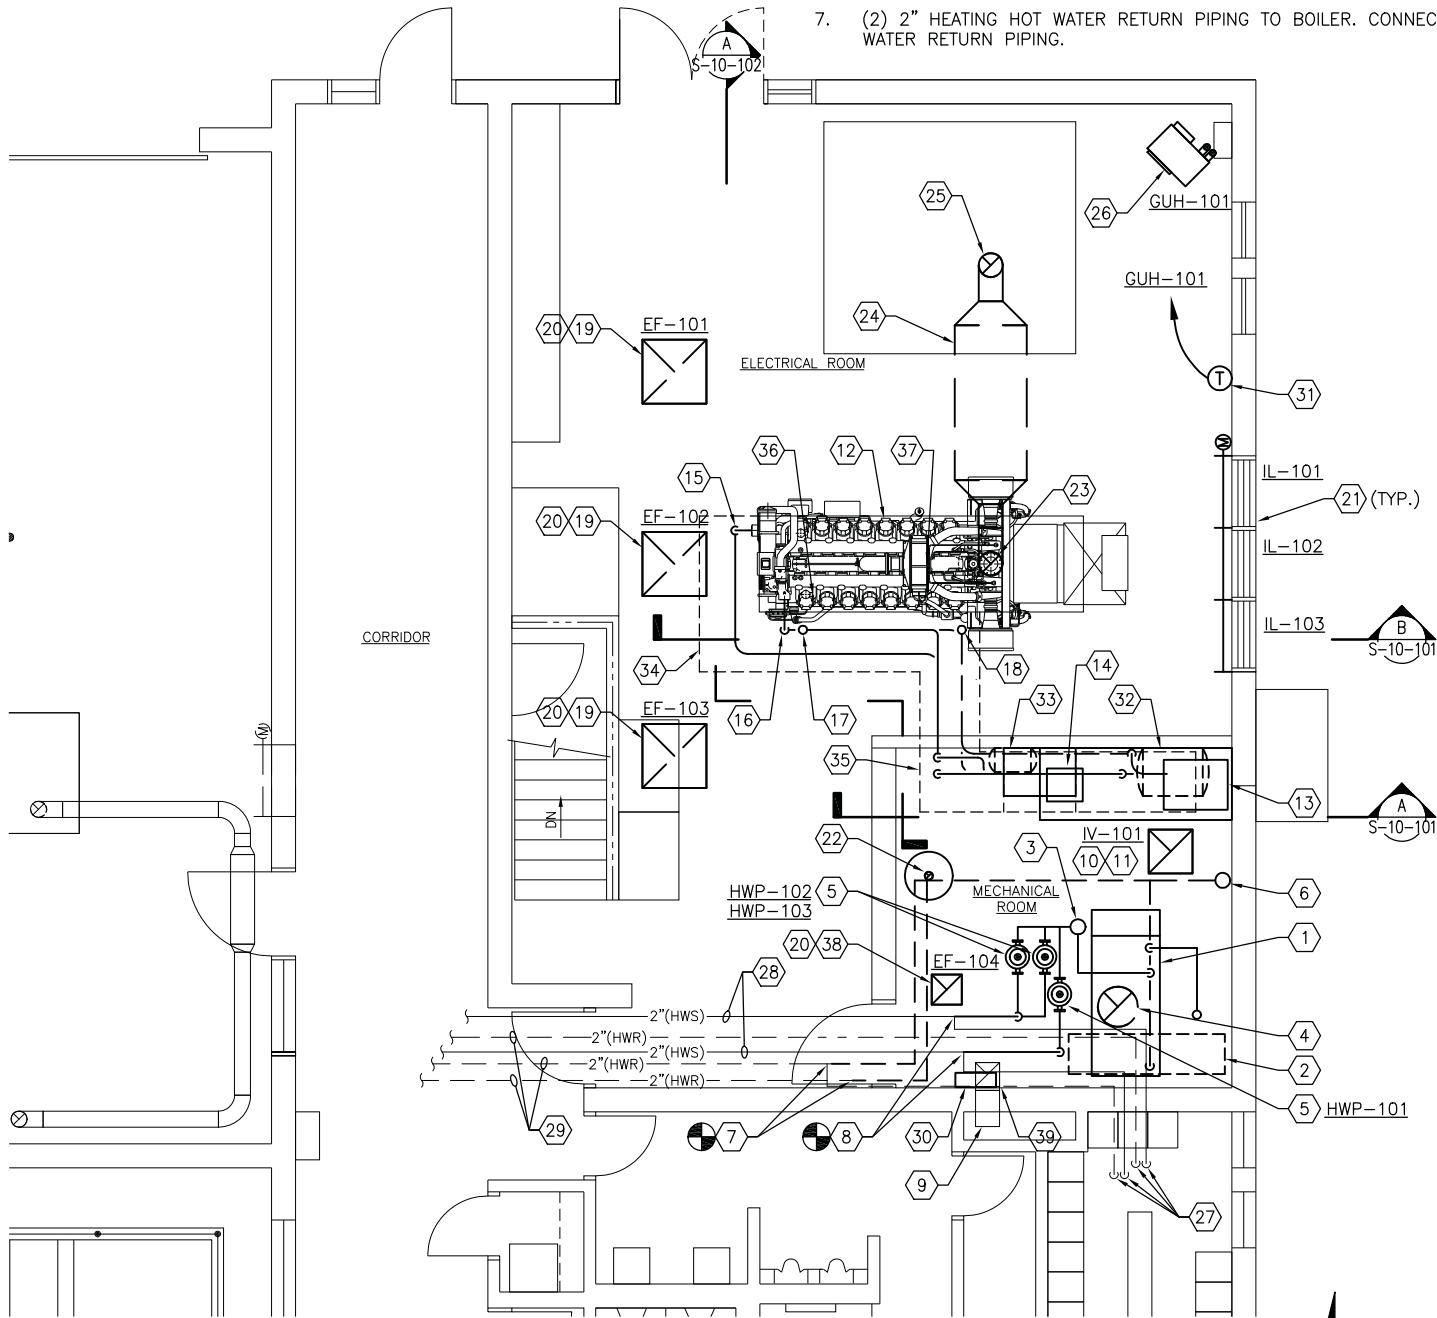 7. (2) 2" HEATING HOT WATER RETURN PIPING TO BOILER. CONNEC
WATER RETURN PIPING.
A
S-10-102
25
26
GUH-101
GUH-101
24
20 19
EF-101
ELECTRICAL ROOM
T
31
M
36
12
37
15
23
IL-101
21 (TYP.)
20 19
EF-102
IL-102
CORRIDOR
IL-103
B
S-10-101
34
18
14
20 19
EF-103
16
17
33
32
(M)
35
13
A
S-10-101
DN
22
3
IV-101
10 11
HWP-102
HWP-103
5
MECHANICAL
ROOM
6
20 38
EF-104
1
28
2"(HWS)
2"(HWR)
4
2"(HWS)
2"(HWR)
2
2"(HWR)
5
HWP-101
29
7
8
30
39
9
27